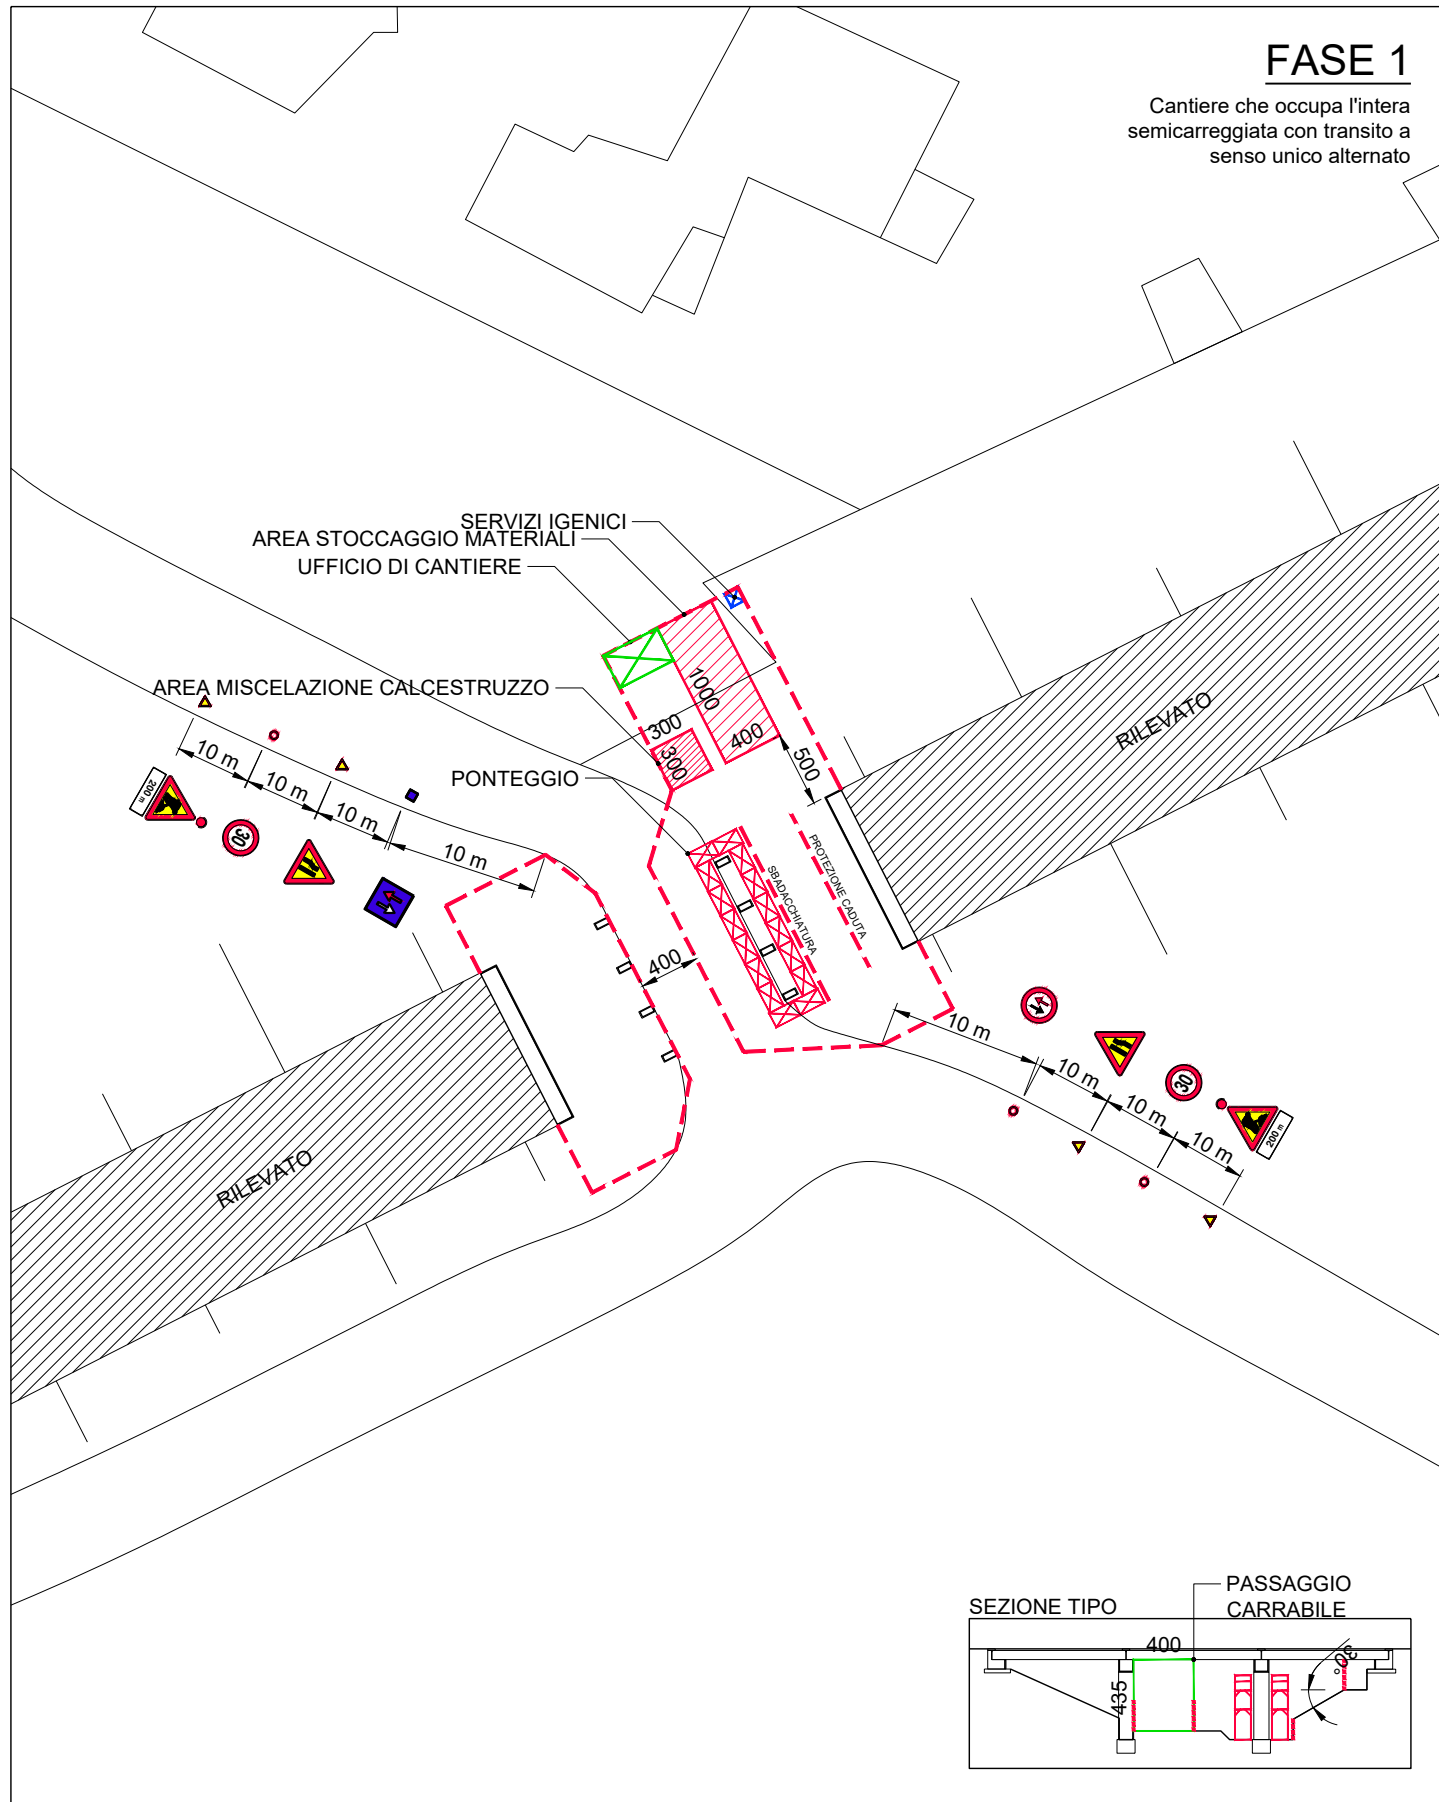 FASE 1
Cantiere che occupa l'intera
semicarreggiata con transito a
senso unico alternato
SERVIZI IGENICI
AREA STOCCAGGIO MATERIALI
UFFICIO DI CANTIERE
AREA MISCELAZIONE CALCESTRUZZO
PONTEGGIO
1000
300
300
400
500
RILEVATO
PROTEZIONE CADUTA
SBADACCHIATURA
400
10 m
10 m
10 m
10 m
200 m
30
10 m
10 m
10 m
10 m
30
200 m
RILEVATO
SEZIONE TIPO
PASSAGGIO
CARRABILE
400
435
30°